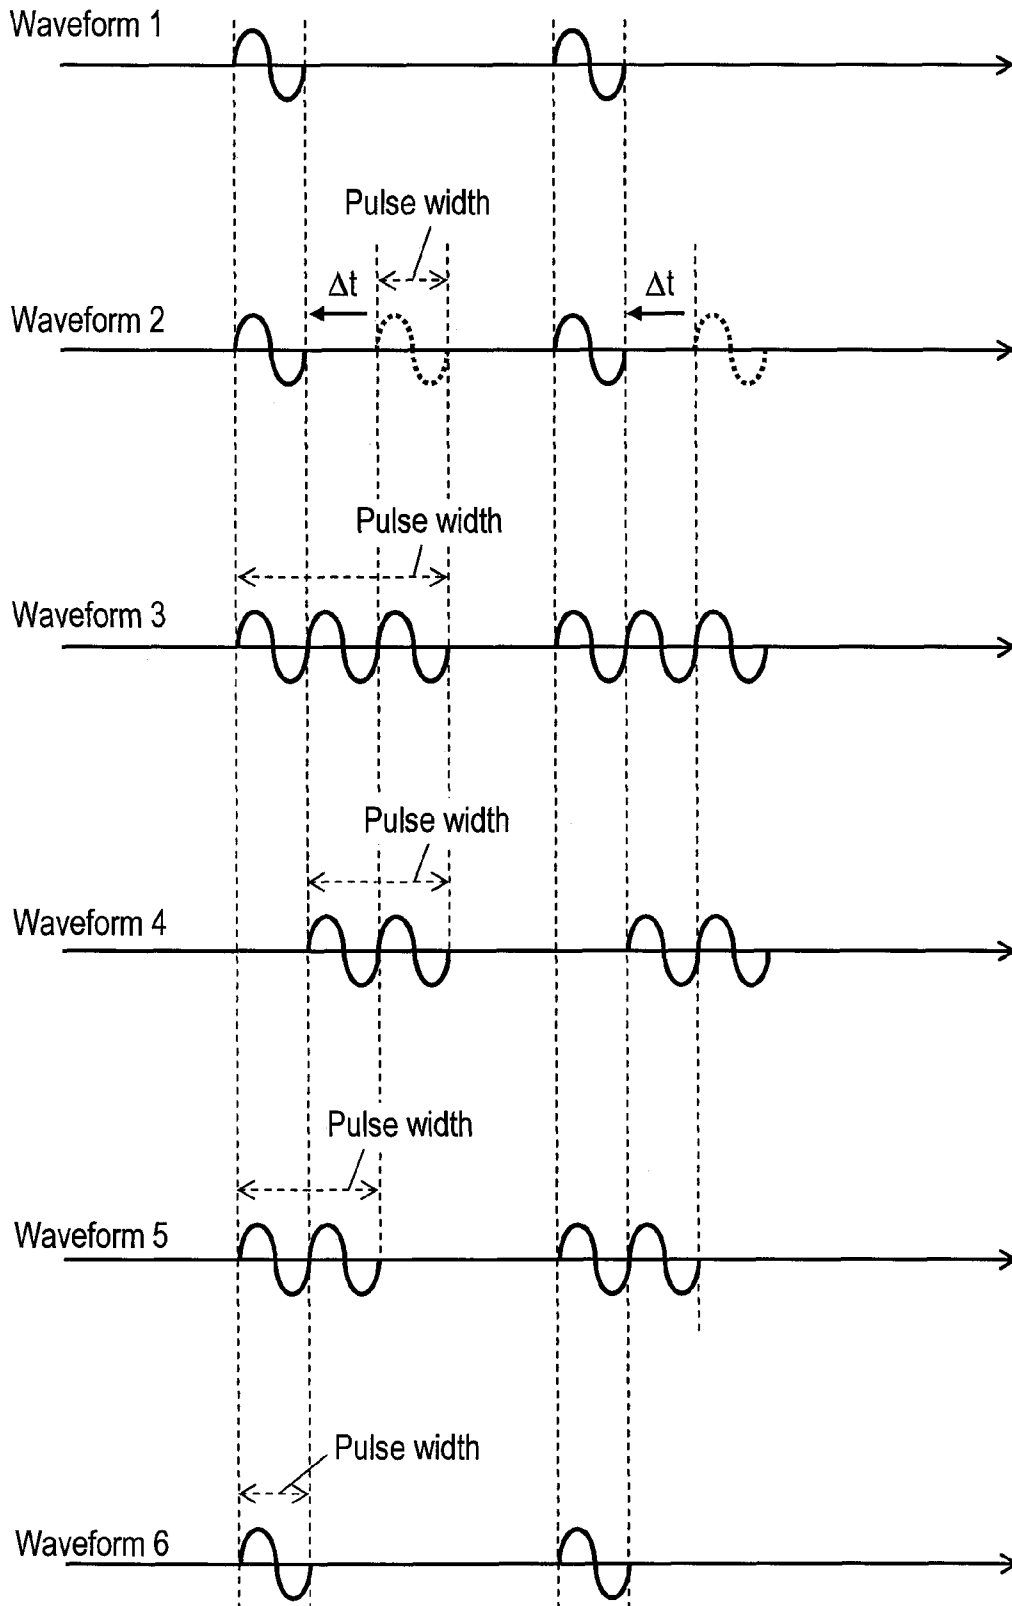 Waveform 1
Pulse width
Δt Δt
Waveform 2
Pulse width
Waveform 3
Pulse width
Waveform 4
Pulse width
Waveform 5
Pulse width
Waveform 6